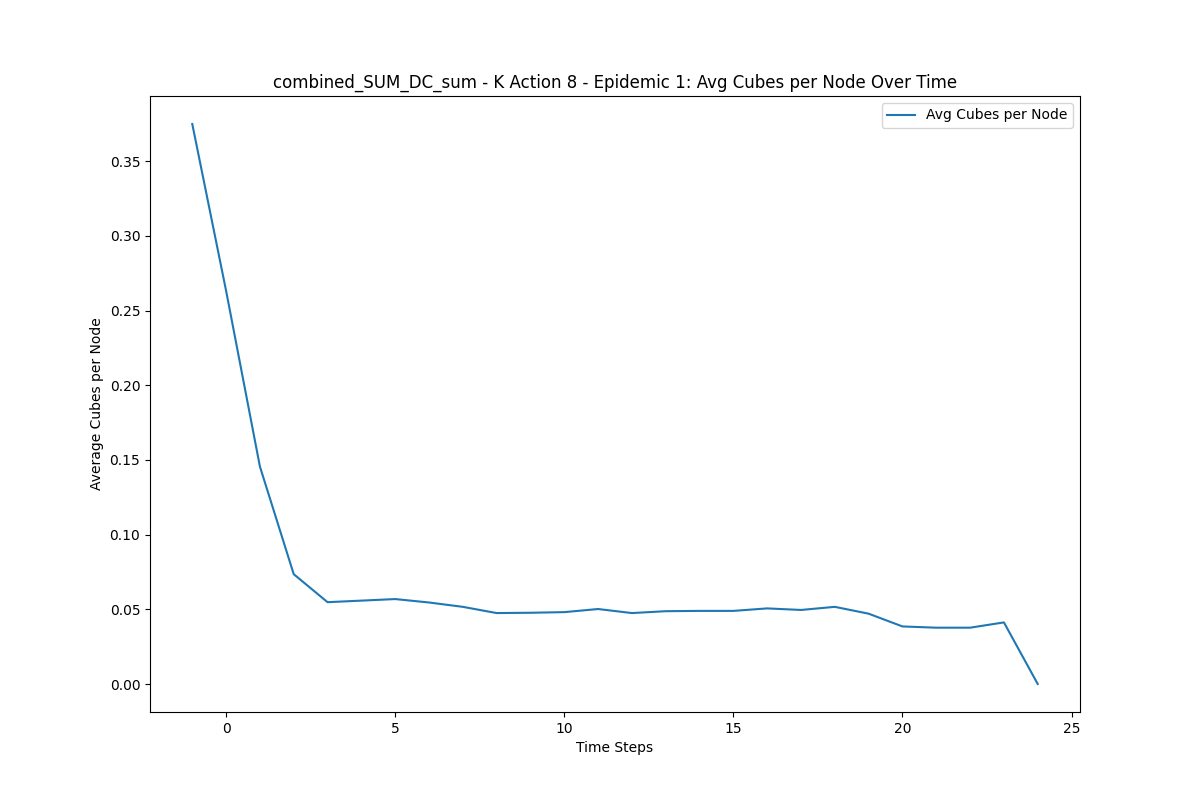 combined_SUM_DC_sum - K Action 8 - Epidemic 1: Avg Cubes per Node Over Time
Avg Cubes per Node
Average Cubes per Node
0.35
0.30
0.25
0.20
0.15
0.10
0.05
0.00
0 5 10 15 20 25
Time Steps